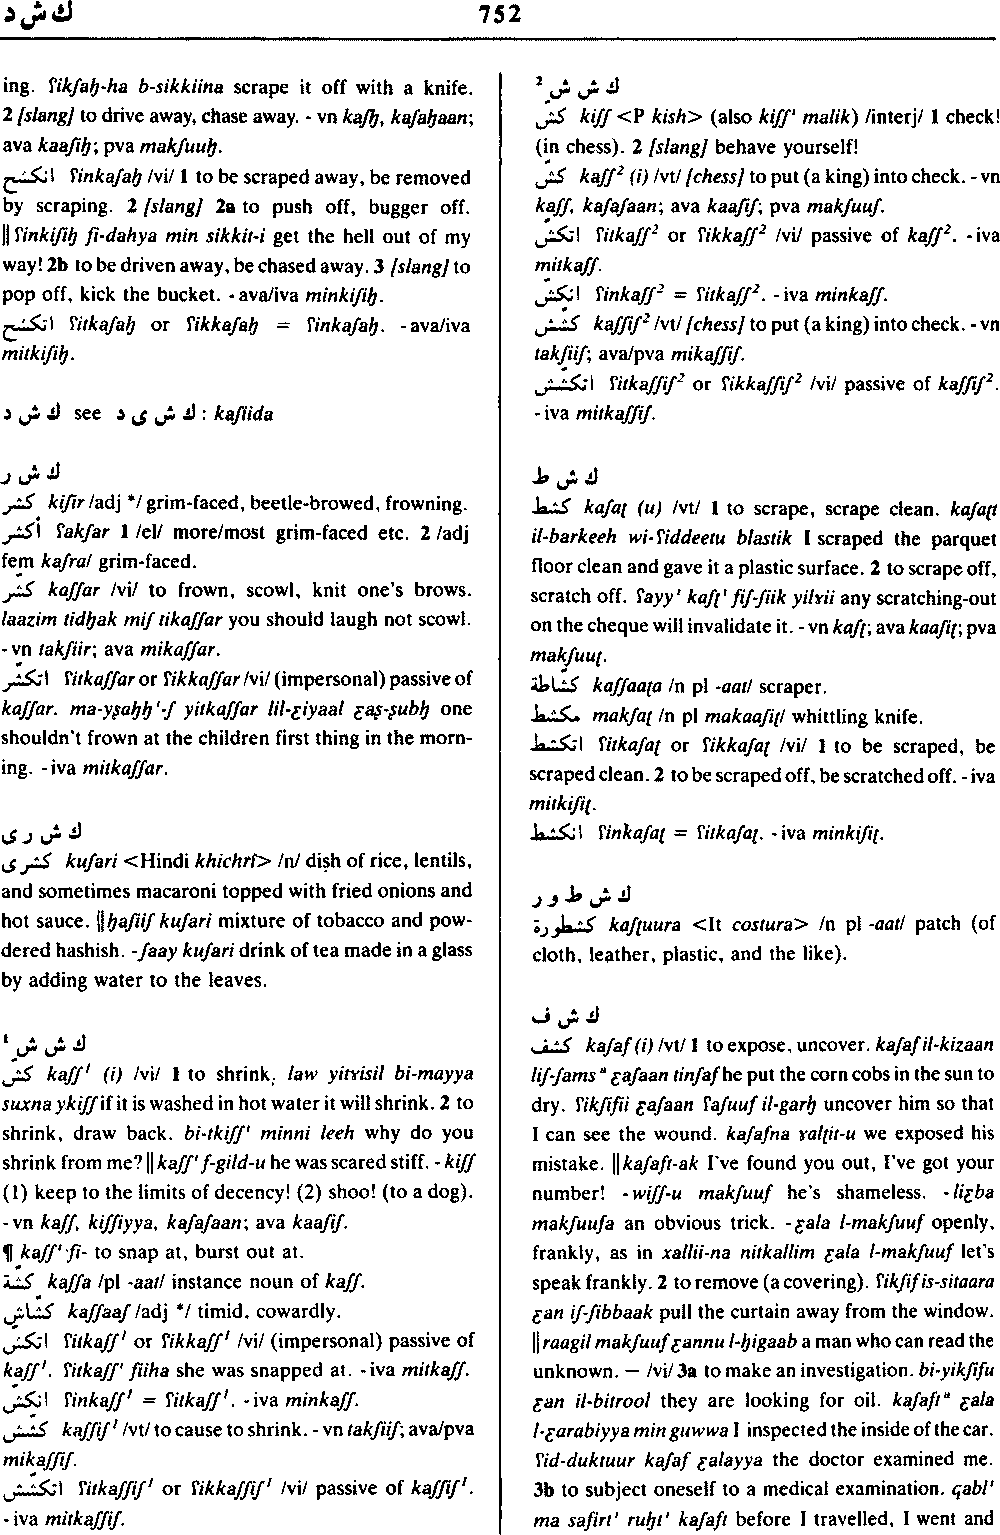 ك ش د
752
ing. ʕikʃaḥ-ha b-sikkiina scrape it off with a knife.
2 [slang] to drive away, chase away. - vn kaʃḥ, kaʃaḥaan;
ava kaaʃiḥ; pva makʃuuḥ.
انكشح ʕinkaʃaḥ /vi/ 1 to be scraped away, be removed
by scraping. 2 [slang] 2a to push off, bugger off.
‖ ʕinkiʃiḥ fi-dahya min sikkit-i get the hell out of my
way! 2b to be driven away, be chased away. 3 [slang] to
pop off, kick the bucket. - ava/iva minkiʃiḥ.
اتكشح ʕitkaʃaḥ or ʕikkaʃaḥ = ʕinkaʃaḥ. - ava/iva
mitkiʃiḥ.
ك ش د see ك ش ى د : kaʃiida
ك ش ر
كشر kiʃir /adj */ grim-faced, beetle-browed, frowning.
أكشر ʕakʃar 1 /el/ more/most grim-faced etc. 2 /adj
fem kaʃra/ grim-faced.
كشّر kaʃʃar /vi/ to frown, scowl, knit one's brows.
laazim tidḥak miʃ tikaʃʃar you should laugh not scowl.
- vn takʃiir; ava mikaʃʃar.
اتكشّر ʕitkaʃʃar or ʕikkaʃʃar /vi/ (impersonal) passive of
kaʃʃar. ma-yṣaḥḥ'-ʃ yitkaʃʃar lil-ع̧iyaal ع̧aṣ-ṣubḥ one
shouldn't frown at the children first thing in the morn-
ing. - iva mitkaʃʃar.
ك ش ر ى
كشرى kuʃari <Hindi khichrī> /n/ dish of rice, lentils,
and sometimes macaroni topped with fried onions and
hot sauce. ‖ ḥaʃiiʃ kuʃari mixture of tobacco and pow-
dered hashish. - ʃaay kuʃari drink of tea made in a glass
by adding water to the leaves.
ك ش ش ¹
كشّ kaʃʃ¹ (i) /vi/ 1 to shrink. law yitɣisil bi-mayya
suxna ykiʃʃ if it is washed in hot water it will shrink. 2 to
shrink, draw back. bi-tkiʃʃ' minni leeh why do you
shrink from me? ‖ kaʃʃ' f-gild-u he was scared stiff. - kiʃʃ
(1) keep to the limits of decency! (2) shoo! (to a dog).
- vn kaʃʃ, kiʃʃiyya, kaʃaʃaan; ava kaaʃiʃ.
¶ kaʃʃ' fi- to snap at, burst out at.
كشّة kaʃʃa /pl -aat/ instance noun of kaʃʃ.
كشّاش kaʃʃaaʃ /adj */ timid, cowardly.
اتكشّ ʕitkaʃʃ¹ or ʕikkaʃʃ¹ /vi/ (impersonal) passive of
kaʃʃ¹. ʕitkaʃʃ' fiiha she was snapped at. - iva mitkaʃʃ.
انكشّ ʕinkaʃʃ¹ = ʕitkaʃʃ¹. - iva minkaʃʃ.
كشّش kaʃʃiʃ¹ /vt/ to cause to shrink. - vn takʃiiʃ; ava/pva
mikaʃʃiʃ.
اتكشّش ʕitkaʃʃiʃ¹ or ʕikkaʃʃiʃ¹ /vi/ passive of kaʃʃiʃ¹.
- iva mitkaʃʃiʃ.
ك ش ش ²
كشّ kiʃʃ <P kish> (also kiʃʃ' malik) /interj/ 1 check!
(in chess). 2 [slang] behave yourself!
كشّ kaʃʃ² (i) /vt/ [chess] to put (a king) into check. - vn
kaʃʃ, kaʃaʃaan; ava kaaʃiʃ; pva makʃuuʃ.
اتكشّ ʕitkaʃʃ² or ʕikkaʃʃ² /vi/ passive of kaʃʃ². - iva
mitkaʃʃ.
انكشّ ʕinkaʃʃ² = ʕitkaʃʃ². - iva minkaʃʃ.
كشّش kaʃʃiʃ² /vt/ [chess] to put (a king) into check. - vn
takʃiiʃ; ava/pva mikaʃʃiʃ.
اتكشّش ʕitkaʃʃiʃ² or ʕikkaʃʃiʃ² /vi/ passive of kaʃʃiʃ².
- iva mitkaʃʃiʃ.
ك ش ط
كشط kaʃaṭ (u) /vt/ 1 to scrape, scrape clean. kaʃaṭt
il-barkeeh wi-ʕiddeetu blastik I scraped the parquet
floor clean and gave it a plastic surface. 2 to scrape off,
scratch off. ʕayy' kaʃṭ' fiʃ-ʃiik yilɣii any scratching-out
on the cheque will invalidate it. - vn kaʃṭ; ava kaaʃiṭ; pva
makʃuuṭ.
كشّاطة kaʃʃaaṭa /n pl -aat/ scraper.
مكشط makʃaṭ /n pl makaaʃiṭ/ whittling knife.
اتكشط ʕitkaʃaṭ or ʕikkaʃaṭ /vi/ 1 to be scraped, be
scraped clean. 2 to be scraped off, be scratched off. - iva
mitkiʃiṭ.
انكشط ʕinkaʃaṭ = ʕitkaʃaṭ. - iva minkiʃiṭ.
ك ش ط و ر
كشطورة kaʃṭuura <It costura> /n pl -aat/ patch (of
cloth, leather, plastic, and the like).
ك ش ف
كشف kaʃaf (i) /vt/ 1 to expose, uncover. kaʃaf il-kizaan
liʃ-ʃams ᵃ ع̧aʃaan tinʃaf he put the corn cobs in the sun to
dry. ʕikʃifii ع̧aʃaan ʕaʃuuf il-garḥ uncover him so that
I can see the wound. kaʃafna ɣalṭit-u we exposed his
mistake. ‖ kaʃaft-ak I've found you out, I've got your
number! - wiʃʃ-u makʃuuf he's shameless. - liع̧ba
makʃuufa an obvious trick. - ع̧ala l-makʃuuf openly,
frankly, as in xallii-na nitkallim ع̧ala l-makʃuuf let's
speak frankly. 2 to remove (a covering). ʕikʃif is-sitaara
ع̧an iʃ-ʃibbaak pull the curtain away from the window.
‖ raagil makʃuuf ع̧annu l-ḥigaab a man who can read the
unknown. — /vi/ 3a to make an investigation. bi-yikʃifu
ع̧an il-bitrool they are looking for oil. kaʃaft ᵃ ع̧ala
l-ع̧arabiyya min guwwa I inspected the inside of the car.
ʕid-duktuur kaʃaf ع̧alayya the doctor examined me.
3b to subject oneself to a medical examination. qabl'
ma safirt' ruḥt' kaʃaft before I travelled, I went and